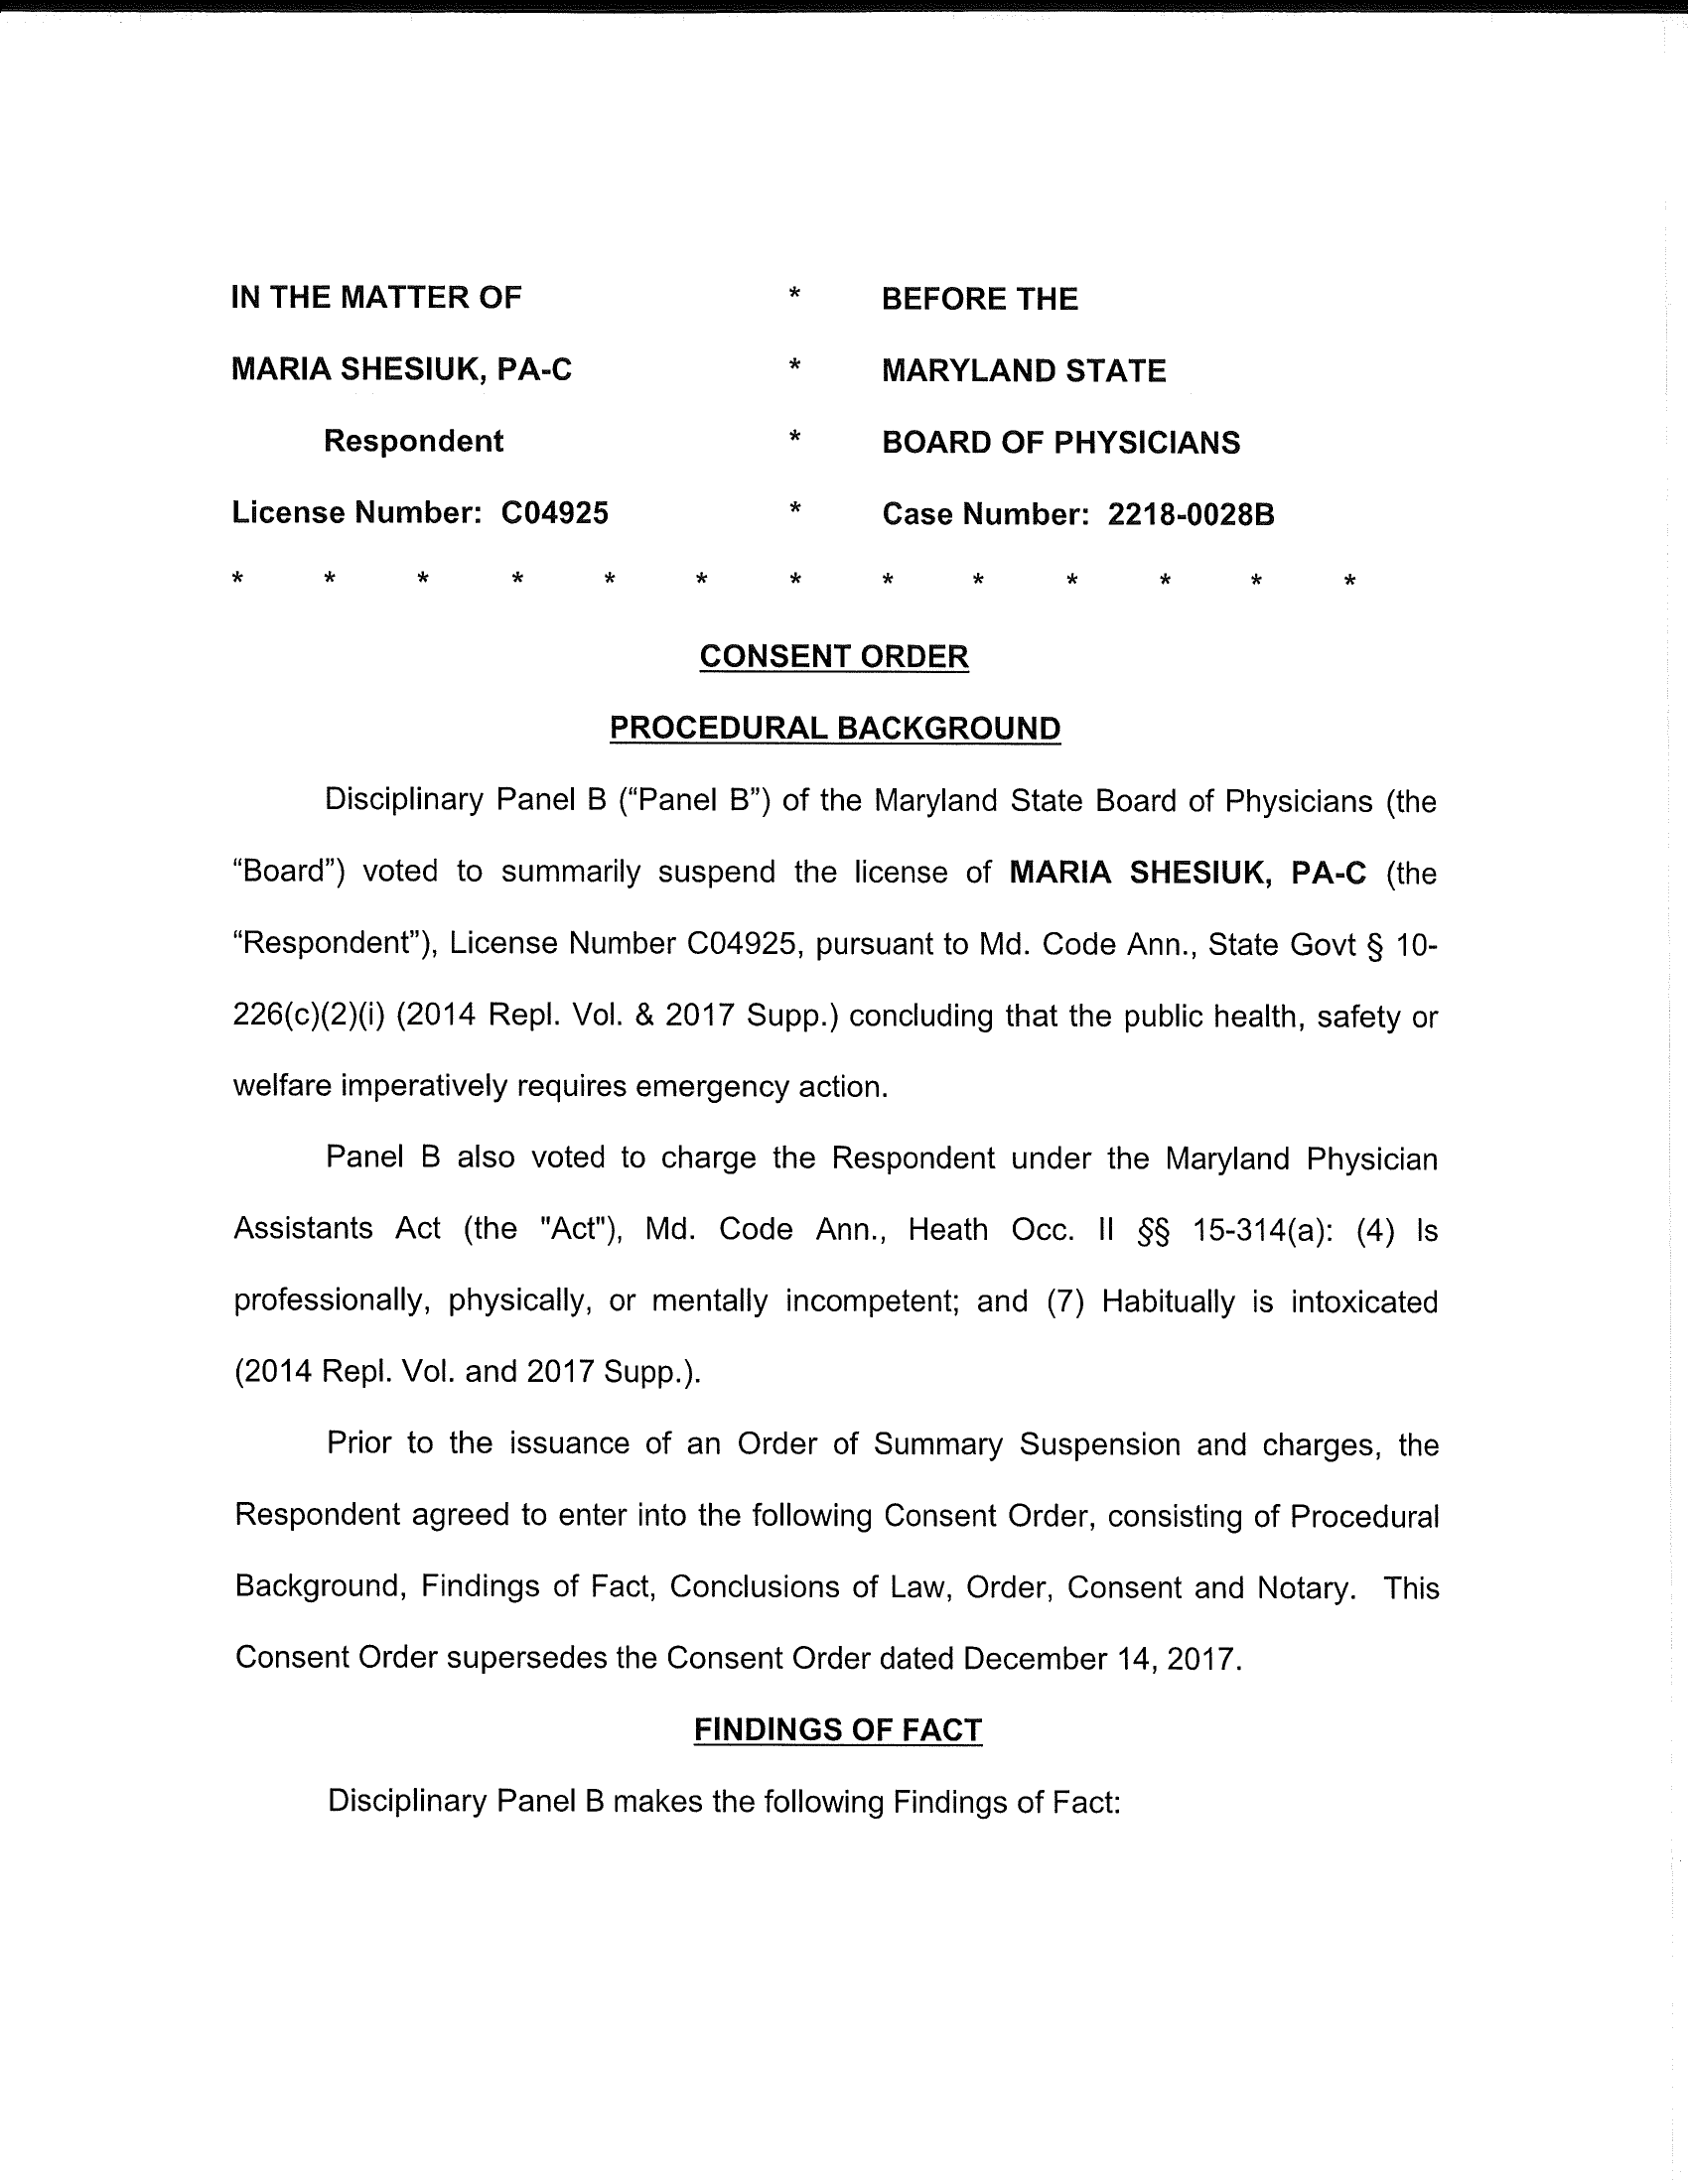 IN THE MATTER OF * BEFORE THE
MARIA SHESIUK, PA-C * MARYLAND STATE
Respondent * BOARD OF PHYSICIANS
License Number: C04925 * Case Number: 2218-0028B
* * * * * * * * * * * * *
CONSENT ORDER
PROCEDURAL BACKGROUND
Disciplinary Panel B (“Panel B”) of the Maryland State Board of Physicians (the
“Board”) voted to summarily suspend the license of MARIA SHESIUK, PA-C (the
“Respondent”), License Number C04925, pursuant to Md. Code Ann., State Govt § 10-
226(c)(2)(i) (2014 Repl. Vol. & 2017 Supp.) concluding that the public health, safety or
welfare imperatively requires emergency action.
Panel B also voted to charge the Respondent under the Maryland Physician
Assistants Act (the "Act"), Md. Code Ann., Heath Occ. II §§ 15-314(a): (4) Is
professionally, physically, or mentally incompetent; and (7) Habitually is intoxicated
(2014 Repl. Vol. and 2017 Supp.).
Prior to the issuance of an Order of Summary Suspension and charges, the
Respondent agreed to enter into the following Consent Order, consisting of Procedural
Background, Findings of Fact, Conclusions of Law, Order, Consent and Notary. This
Consent Order supersedes the Consent Order dated December 14, 2017.
FINDINGS OF FACT
Disciplinary Panel B makes the following Findings of Fact: